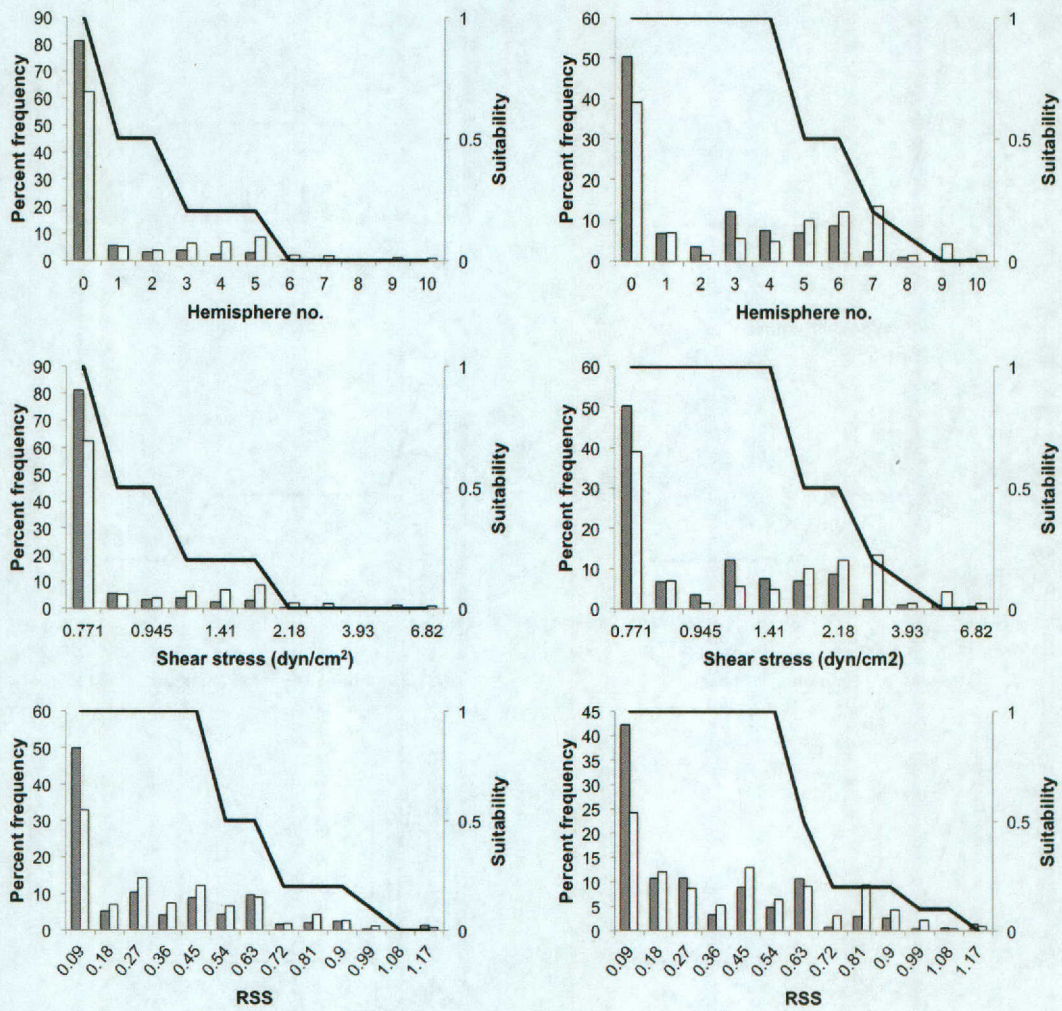 Percent frequency
90
80
70
60
50
40
30
20
10
0
1
0.5
0
Suitability
0 1 2 3 4 5 6 7 8 9 10
Hemisphere no.
Percent frequency
60
50
40
30
20
10
0
1
0.5
0
Suitability
0 1 2 3 4 5 6 7 8 9 10
Hemisphere no.
Percent frequency
90
80
70
60
50
40
30
20
10
0
1
0.5
0
Suitability
0.771 0.945 1.41 2.18 3.93 6.82
Shear stress (dyn/cm²)
Percent frequency
60
50
40
30
20
10
0
1
0.5
0
Suitability
0.771 0.945 1.41 2.18 3.93 6.82
Shear stress (dyn/cm2)
Percent frequency
60
50
40
30
20
10
0
1
0.5
0
Suitability
0.09 0.18 0.27 0.36 0.45 0.54 0.63 0.72 0.81 0.9 0.99 1.08 1.17
RSS
Percent frequency
45
40
35
30
25
20
15
10
5
0
1
0.5
0
Suitability
0.09 0.18 0.27 0.36 0.45 0.54 0.63 0.72 0.81 0.9 0.99 1.08 1.17
RSS